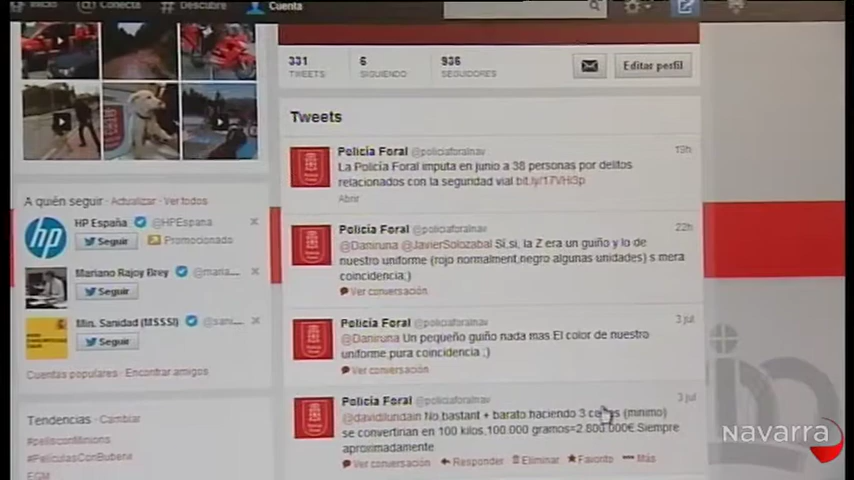 Inicio @ Conecta # Descubre Cuenta
331 6 936
TWEETS SIGUIENDO SEGUIDORES
Editar perfil
Tweets
Policía Foral @policiaforalnav 19h
La Policía Foral imputa en junio a 38 personas por delitos
relacionados con la seguridad vial bit.ly/17VHi3p
Abrir
Policía Foral @policiaforalnav 22h
@Daniruna @JavierSolozabal Sí,si, la Z era un guiño y lo de
nuestro uniforme (rojo normalment,negro algunas unidades) s mera
coincidencia;)
Ver conversación
Policía Foral @policiaforalnav 3 jul
@Daniruna Un pequeño guiño nada mas El color de nuestro
uniforme,pura coincidencia ;)
Ver conversación
Policía Foral @policiaforalnav 3 jul
@davidilundain No,bastant + barato haciendo 3 (minimo)
se convertirian en 100 kilos,100.000 gramos=2.800.000€.Siempre
aproximadamente
Ver conversación Responder Eliminar Favorito Más
A quién seguir · Actualizar · Ver todos
HP España @HPEspana
Seguir Promocionado
hp
Mariano Rajoy Brey @maria...
Seguir
Min. Sanidad (MSSSI) @sani...
Seguir
Cuentas populares · Encontrar amigos
Tendencias · Cambiar
#pelisconMinions
#PeliculasConBubena
EGM
NAVARRA